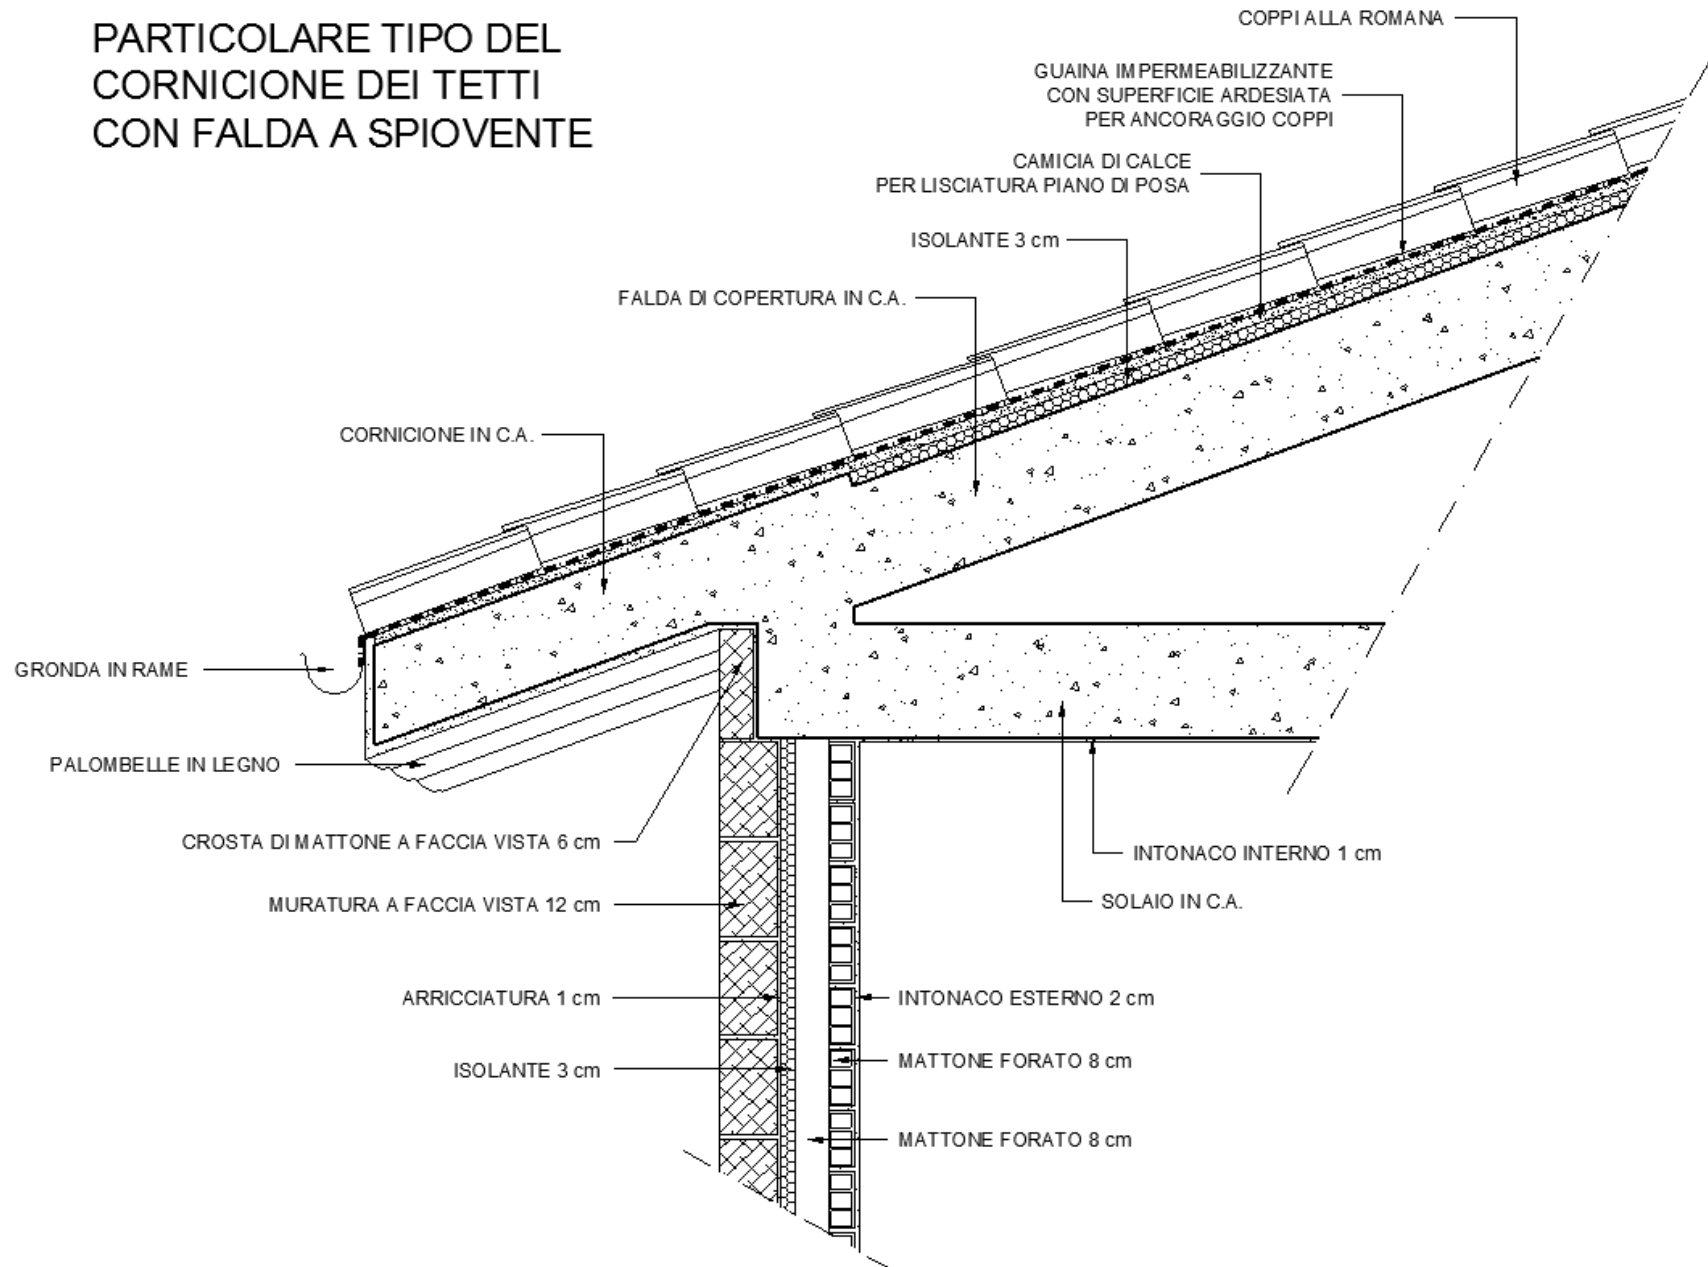 PARTICOLARE TIPO DEL
CORNICIONE DEI TETTI
CON FALDA A SPIOVENTE
COPPI ALLA ROMANA
GUAINA IMPERMEABILIZZANTE
CON SUPERFICIE ARDESIATA
PER ANCORAGGIO COPPI
CAMICIA DI CALCE
PER LISCIATURA PIANO DI POSA
ISOLANTE 3 cm
FALDA DI COPERTURA IN C.A.
CORNICIONE IN C.A.
GRONDA IN RAME
PALOMBELLE IN LEGNO
CROSTA DI MATTONE A FACCIA VISTA 6 cm
INTONACO INTERNO 1 cm
MURATURA A FACCIA VISTA 12 cm
SOLAIO IN C.A.
ARRICCIATURA 1 cm
INTONACO ESTERNO 2 cm
ISOLANTE 3 cm
MATTONE FORATO 8 cm
MATTONE FORATO 8 cm